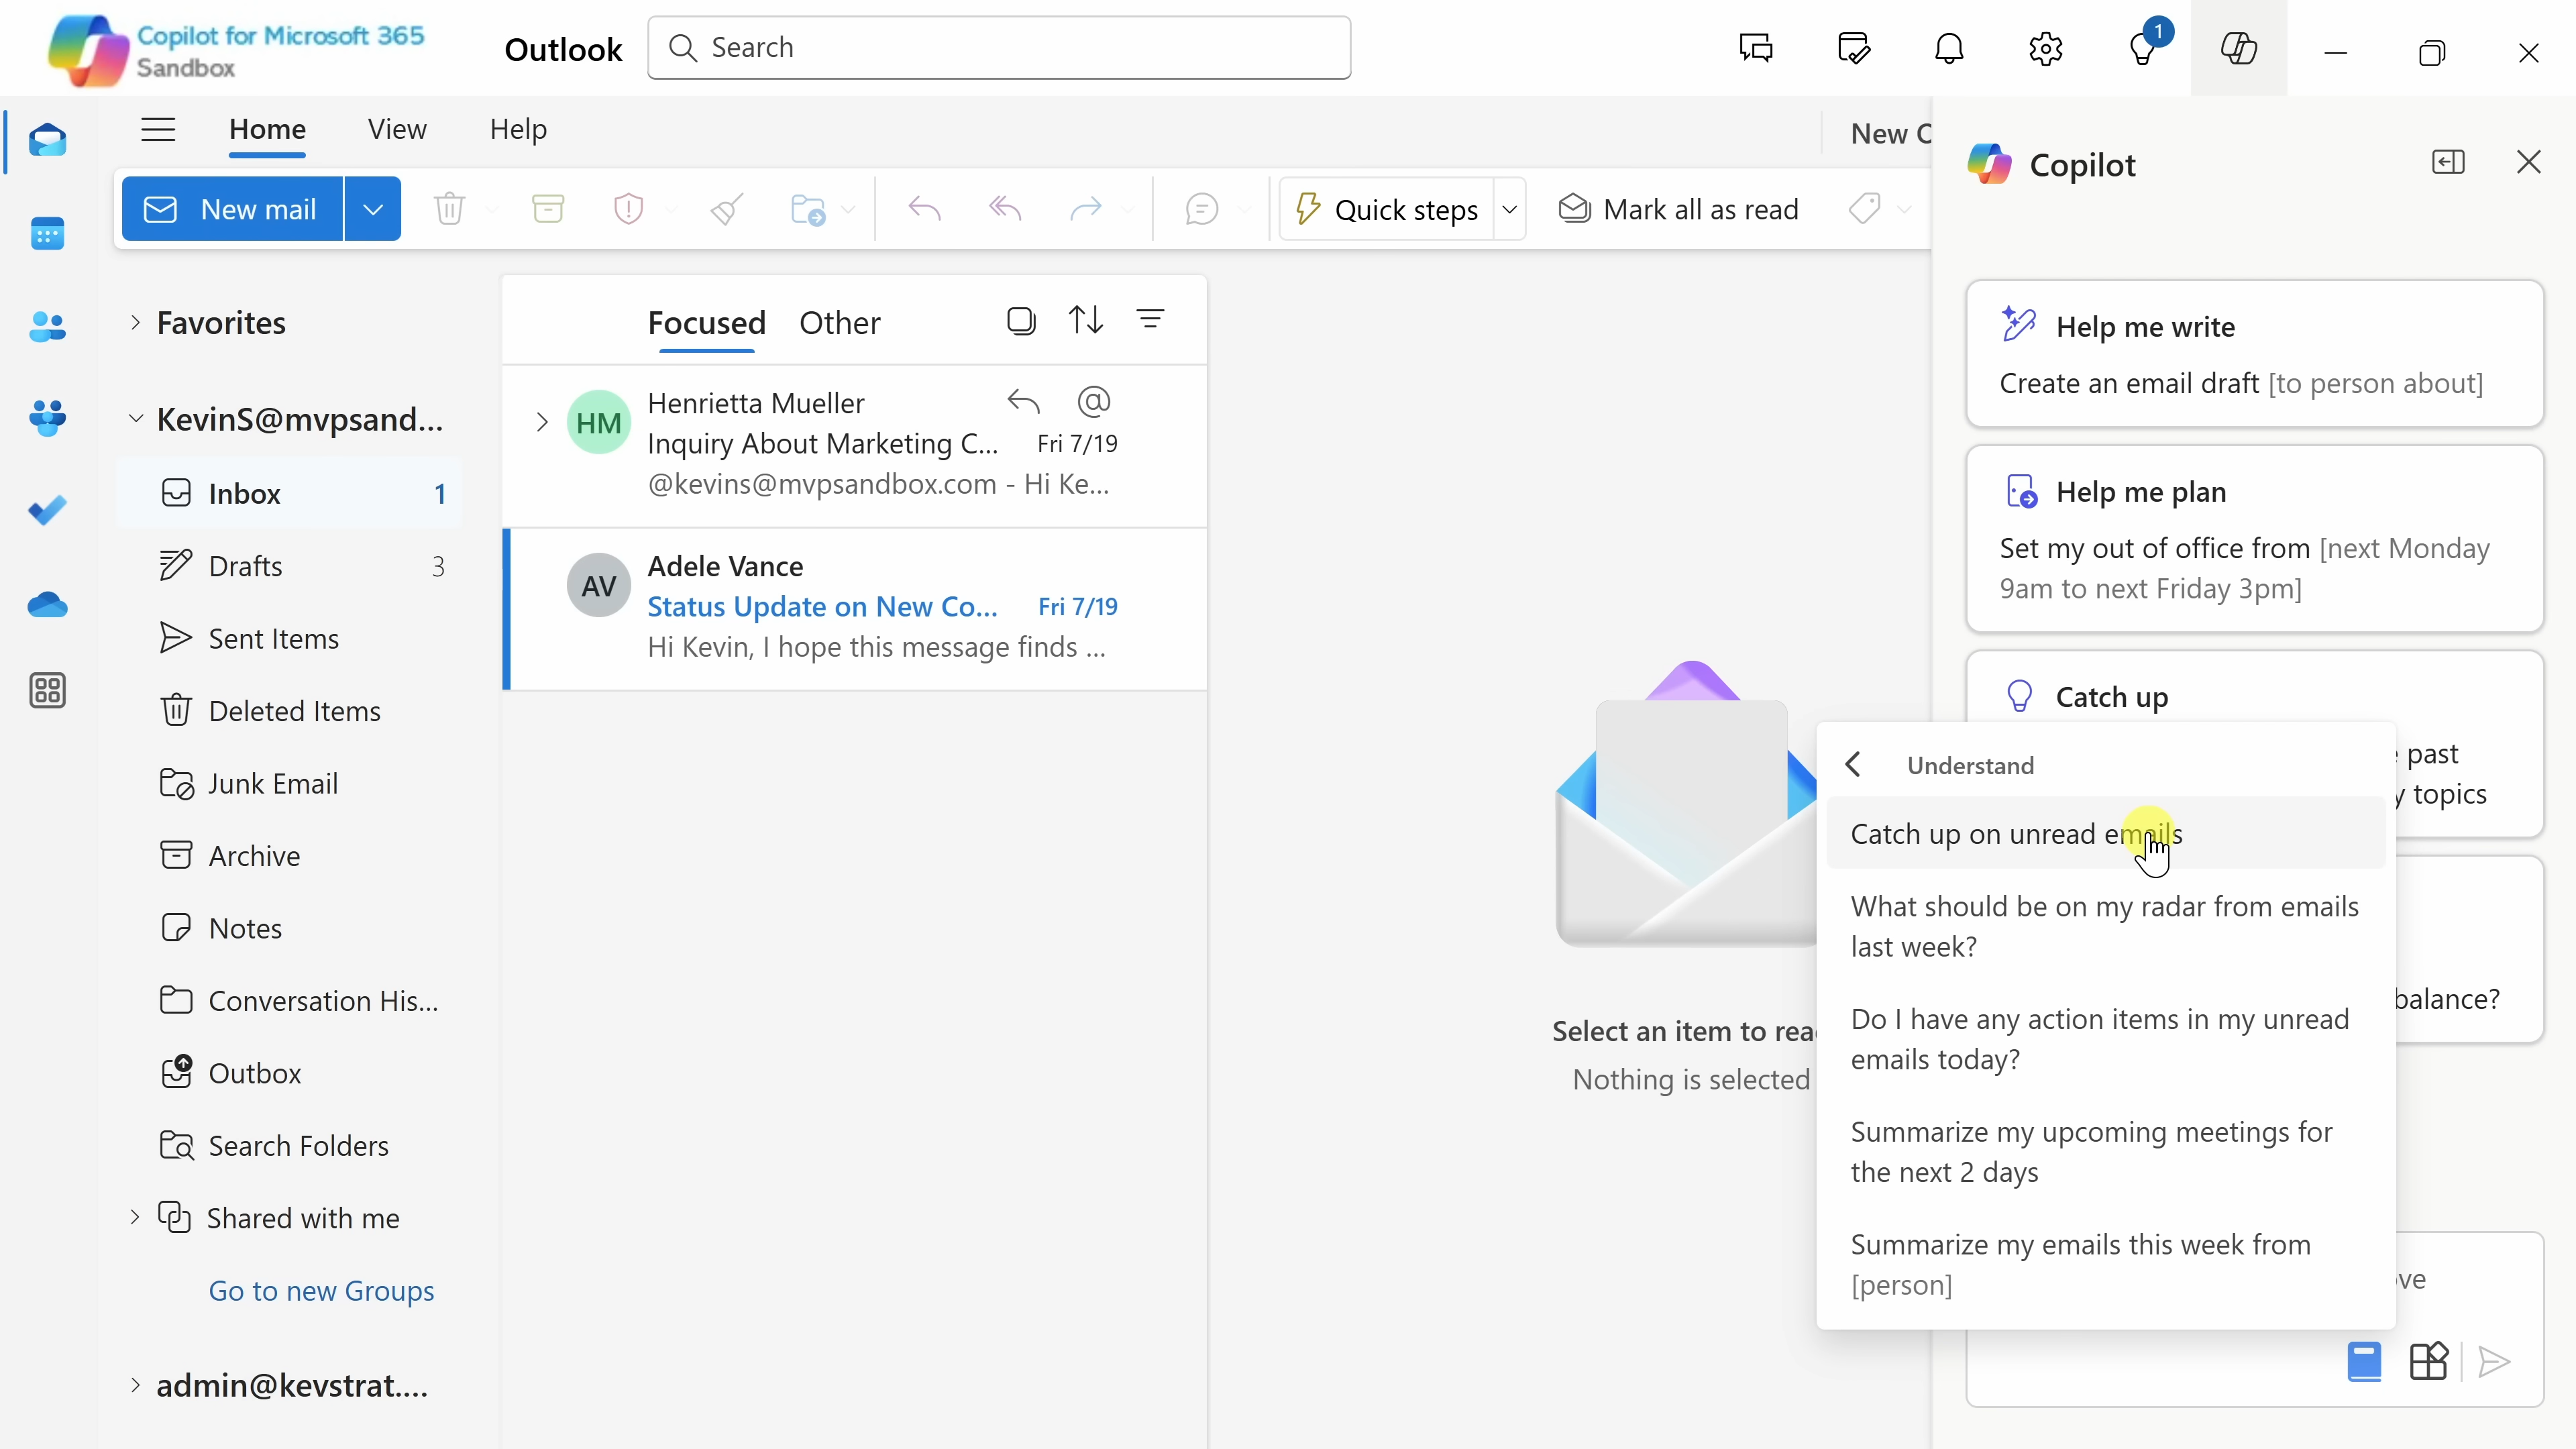 Copilot for Microsoft 365
Sandbox
Outlook
Search
1
Home
View
Help
New C
New mail
Quick steps
Mark all as read
Favorites
KevinS@mvpsand...
Inbox 1
Drafts 3
Sent Items
Deleted Items
Junk Email
Archive
Notes
Conversation His...
Outbox
Search Folders
Shared with me
Go to new Groups
admin@kevstrat....
Focused Other
HM
Henrietta Mueller
Inquiry About Marketing C... Fri 7/19
@kevins@mvpsandbox.com - Hi Ke...
AV
Adele Vance
Status Update on New Co... Fri 7/19
Hi Kevin, I hope this message finds ...
Select an item to rea
Nothing is selected
Copilot
Help me write
Create an email draft [to person about]
Help me plan
Set my out of office from [next Monday
9am to next Friday 3pm]
Catch up
past
y topics
balance?
Understand
Catch up on unread emails
What should be on my radar from emails
last week?
Do I have any action items in my unread
emails today?
Summarize my upcoming meetings for
the next 2 days
Summarize my emails this week from
[person]
ve